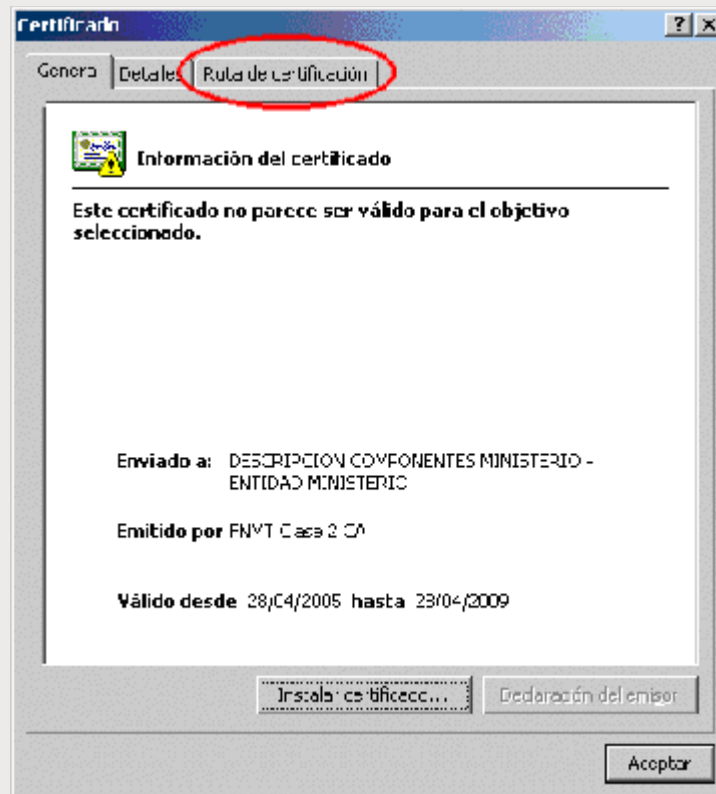 Certificado
General Detalles Ruta de certificación
Información del certificado
Este certificado no parece ser válido para el objetivo
seleccionado.
Enviado a: DESCRIPCION COMPONENTES MINISTERIO -
ENTIDAD MINISTERIO
Emitido por FNMT Clase 2 CA
Válido desde 28/04/2005 hasta 28/04/2009
Instalar certificado... Declaración del emisor
Aceptar